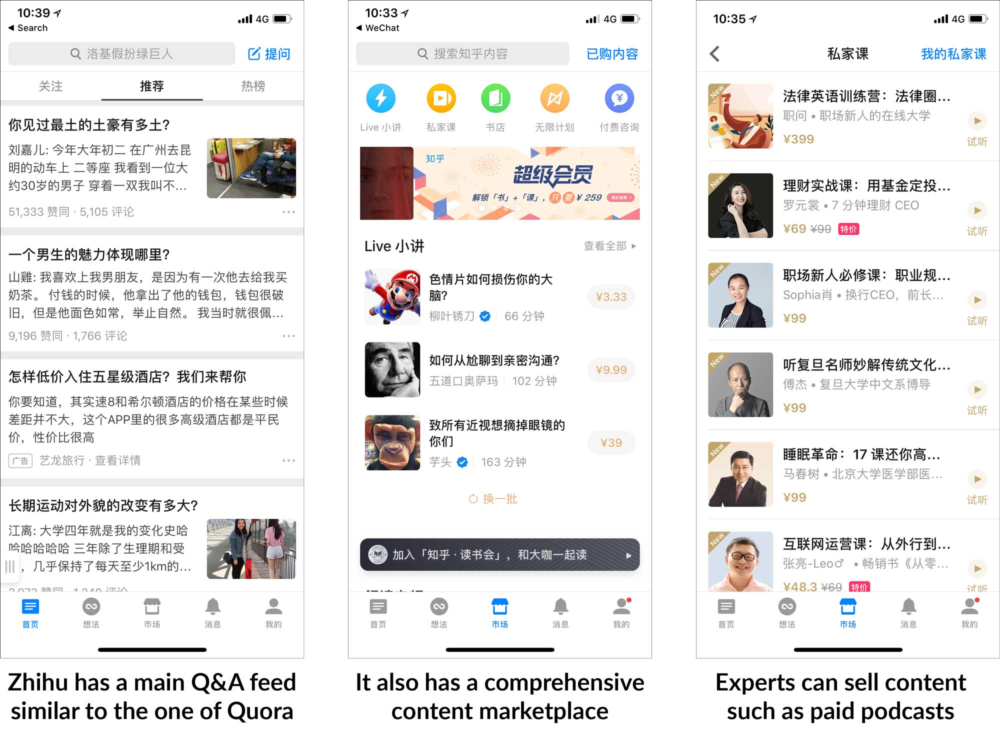 10:39
4G
Search
洛基假扮绿巨人
提问
关注
推荐
热榜
你见过最土的土豪有多土?
刘嘉儿: 今年大年初二 在广州去昆
明的动车上 二等座 我看到一位大
约30岁的男子 穿着一双我叫不...
51,333 赞同 · 5,105 评论
一个男生的魅力体现哪里?
山雞: 我喜欢上我男朋友，是因为有一次他去给我买
奶茶。 付钱的时候，他拿出了他的钱包，钱包很破
旧，但是他面色如常，举止自然。 我当时就很佩...
9,196 赞同 · 1,766 评论
怎样低价入住五星级酒店？我们来帮你
你要知道，其实速8和希尔顿酒店的价格在某些时候
差距并不大，这个APP里的很多高级酒店都是平民
价，性价比很高
广告 艺龙旅行 · 查看详情
长期运动对外貌的改变有多大?
江离: 大学四年就是我的变化史哈
哈哈哈哈哈 三年除了生理期和受
，几乎保持了每天至少1km的...
首页
想法
市场
消息
我的
Zhihu has a main Q&A feed
similar to the one of Quora
10:33
4G
WeChat
搜索知乎内容
已购内容
Live 小讲
私家课
书店
无限计划
付费咨询
知乎
超级会员
解锁「书」+「课」, 只要 ¥ 259
戳此查看 >
Live 小讲
查看全部
色情片如何损伤你的大
脑?
¥3.33
柳叶锈刀 66 分钟
如何从尬聊到亲密沟通?
¥9.99
五道口奥萨玛 102 分钟
致所有近视想摘掉眼镜的
你们
¥39
芋头 163 分钟
换一批
加入「知乎 · 读书会」，和大咖一起读
首页
想法
市场
消息
我的
It also has a comprehensive
content marketplace
10:35
4G
私家课
我的私家课
New
法律英语训练营：法律圈...
职问 • 职场新人的在线大学
¥399
试听
New
理财实战课：用基金定投...
罗元裳 • 7 分钟理财 CEO
¥69 ¥99 特价
试听
New
职场新人必修课：职业规...
Sophia肖 • 换行CEO，前长...
¥99
试听
New
听复旦名师妙解传统文化...
傅杰 • 复旦大学中文系博导
¥99
试听
New
睡眠革命：17 课还你高...
马春树 • 北京大学医学部医...
¥99
试听
New
互联网运营课：从外行到...
张亮-Leo♂ • 畅销书《从零...
¥48.3 ¥69 特价
试听
首页
想法
市场
消息
我的
Experts can sell content
such as paid podcasts